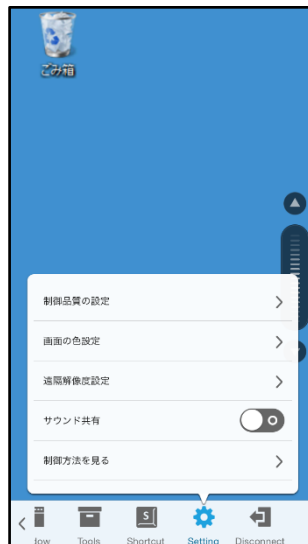 ごみ箱
制御品質の設定
画面の色設定
遠隔解像度設定
サウンド共有
制御方法を見る
dow
Tools
S
Shortcut
Setting
Disconnect